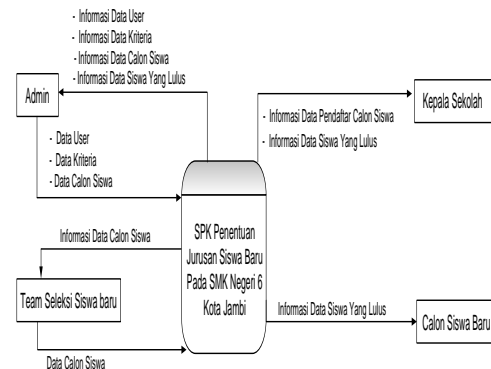 - Informasi Data User
- Informasi Data Kriteria
- Informasi Data Calon Siswa
- Informasi Data Siswa Yang Lulus
Admin
Kepala Sekolah
- Informasi Data Pendaftar Calon Siswa
- Informasi Data Siswa Yang Lulus
- Data User
- Data Kriteria
- Data Calon Siswa
SPK Penentuan
Jurusan Siswa Baru
Pada SMK Negeri 6
Kota Jambi
Informasi Data Calon Siswa
Team Seleksi Siswa baru
Data Calon Siswa
Informasi Data Siswa Yang Lulus
Calon Siswa Baru